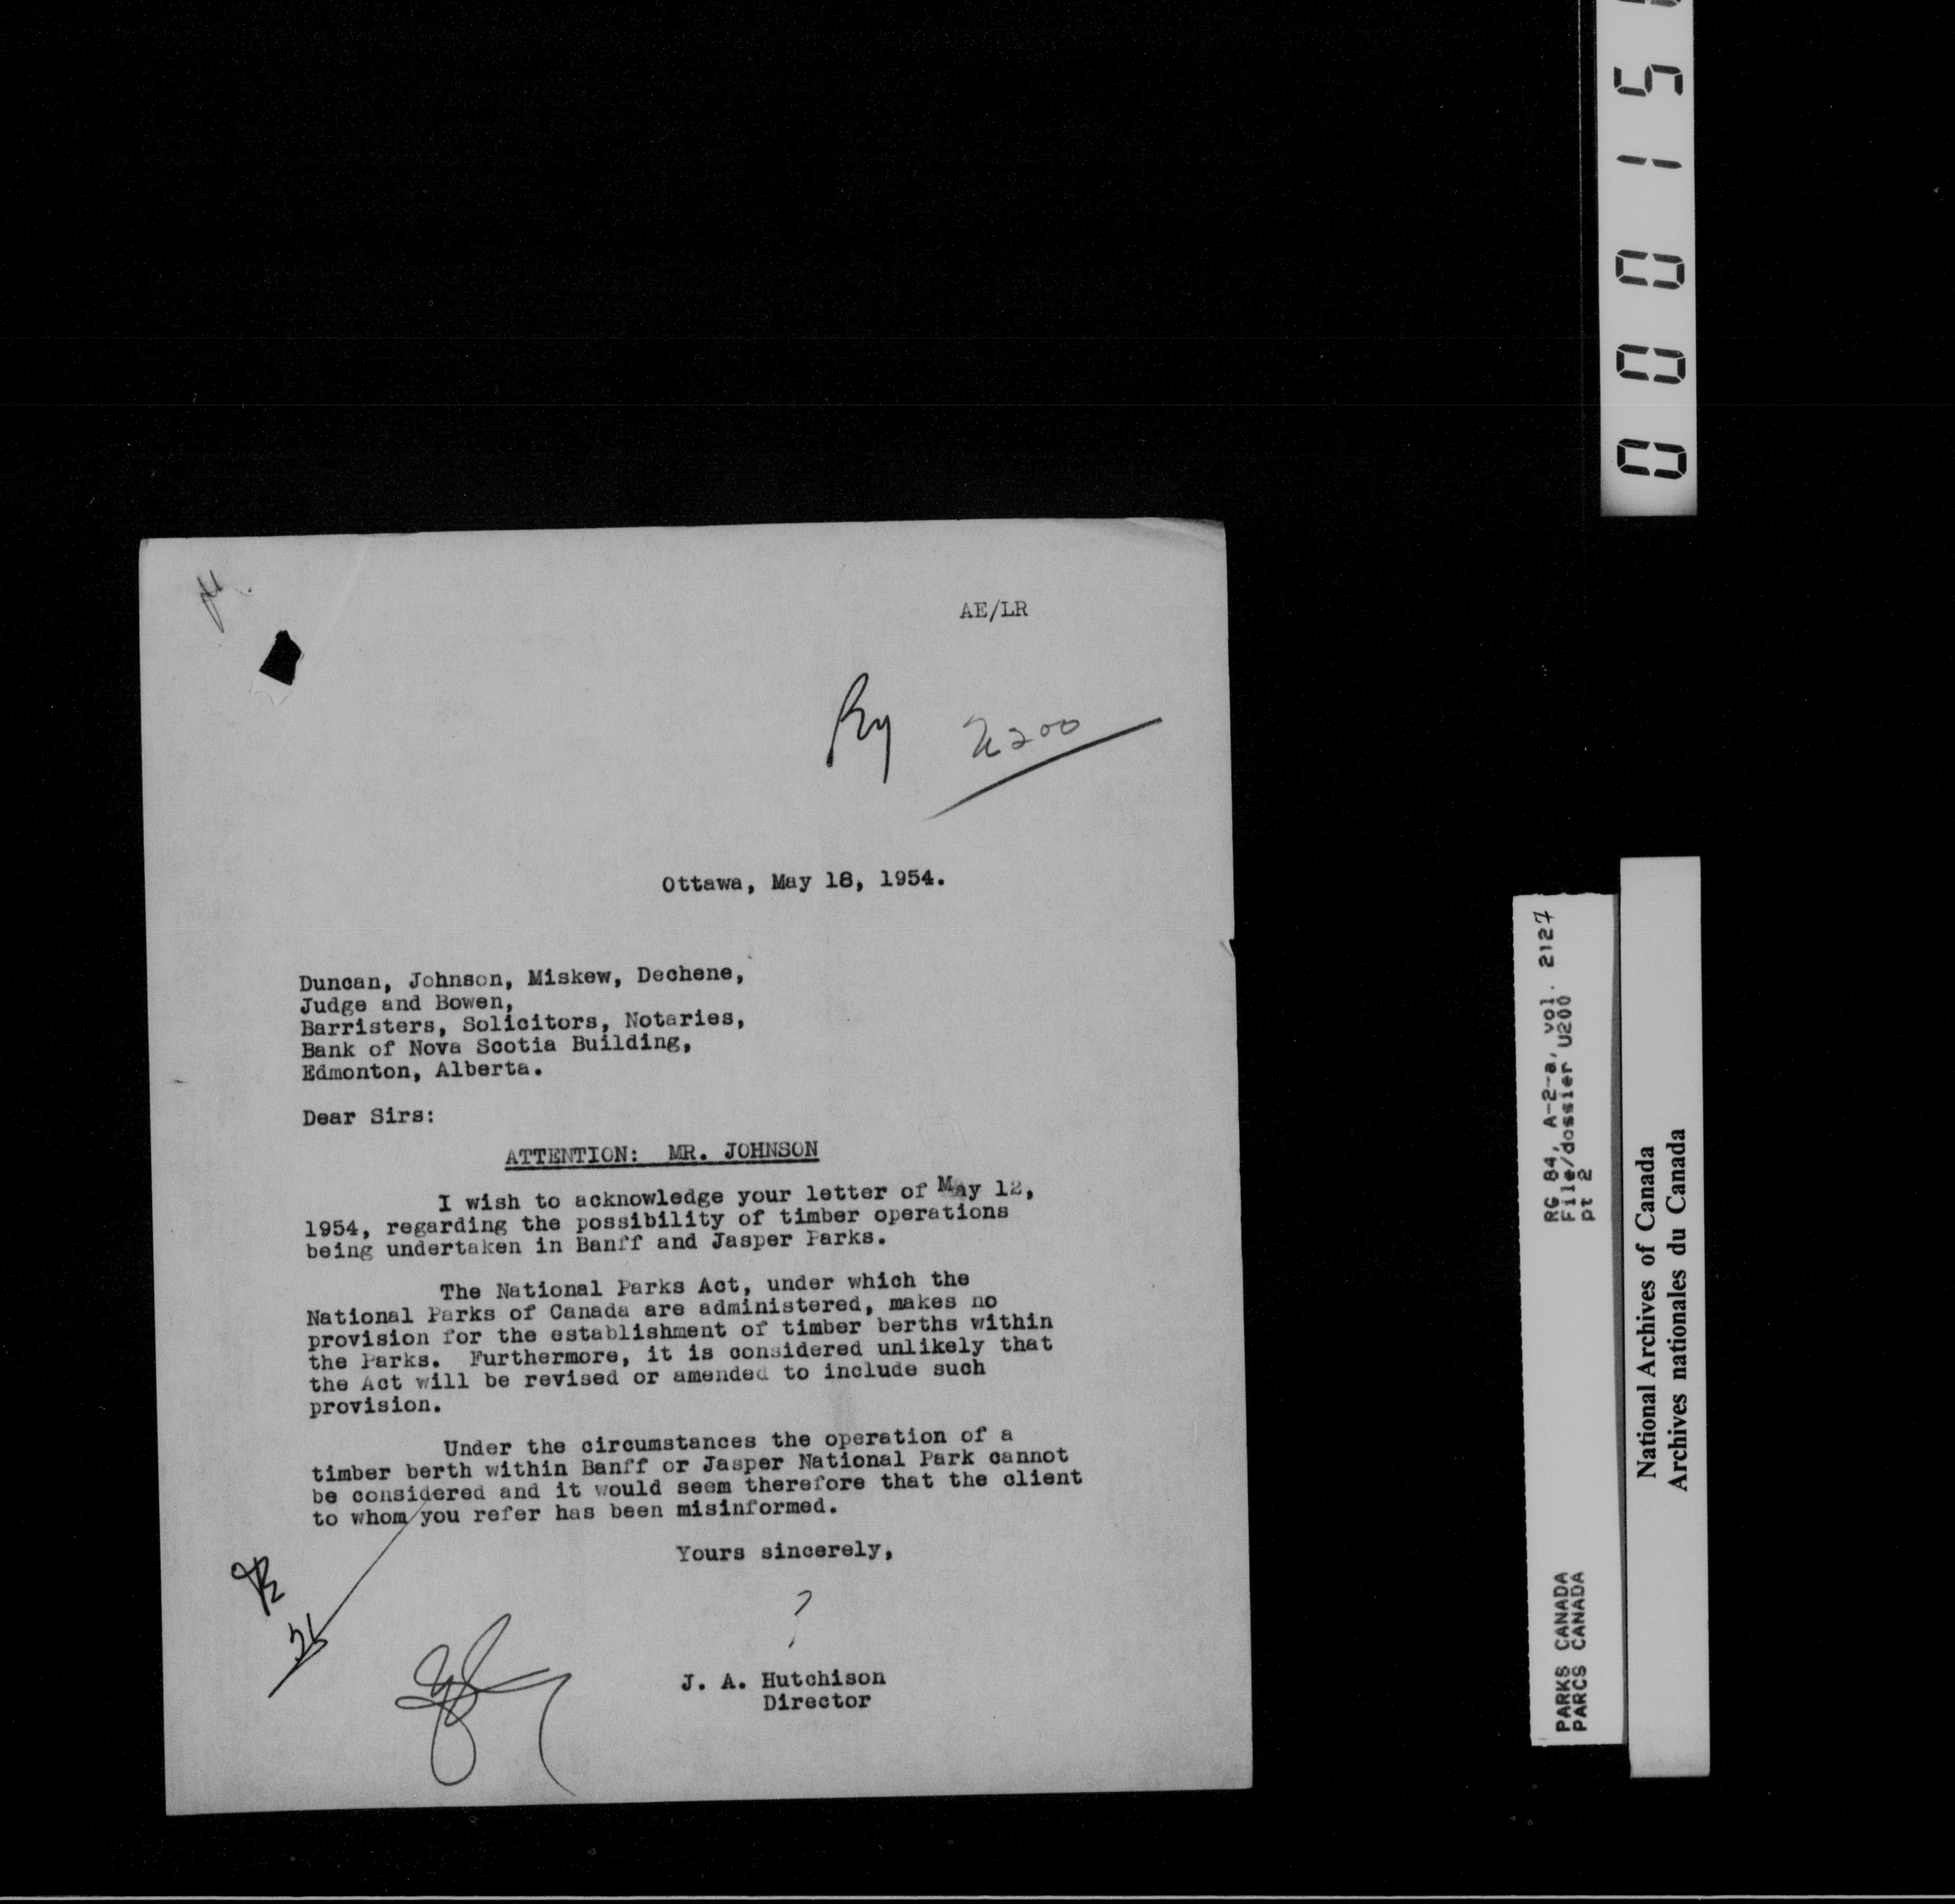 AE/LR
Ottawa, May 18, 1954.
Duncan, Johnson, Miskew, Dechene,
Judge and Bowen,
Barristers, Solicitors, Notaries,
Bank of Nova Scotia Building,
Edmonton, Alberta.
Dear Sirs:
ATTENTION: MR. JOHNSON
I wish to acknowledge your letter of May 12,
1954, regarding the possibility of timber operations
being undertaken in Banff and Jasper Parks.
The National Parks Act, under which the
National Parks of Canada are administered, makes no
provision for the establishment of timber berths within
the Parks. Furthermore, it is considered unlikely that
the Act will be revised or amended to include such
provision.
Under the circumstances the operation of a
timber berth within Banff or Jasper National Park cannot
be considered and it would seem therefore that the client
to whom you refer has been misinformed.
Yours sincerely,
?
J. A. Hutchison
Director
00015
RG 84, A-2-a, vol. 2127
File/dossier U200
pt 2
PARKS CANADA
PARCS CANADA
National Archives of Canada
Archives nationales du Canada